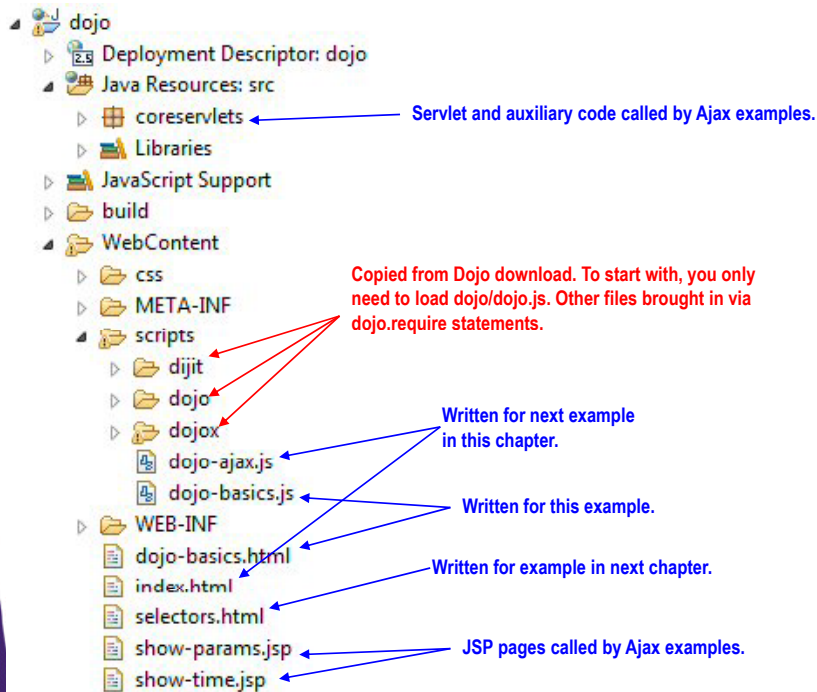 dojo
2.5 Deployment Descriptor: dojo
Java Resources: src
coreservlets
Servlet and auxiliary code called by Ajax examples.
Libraries
JavaScript Support
build
WebContent
css
Copied from Dojo download. To start with, you only
need to load dojo/dojo.js. Other files brought in via
dojo.require statements.
META-INF
scripts
dijit
dojo
dojox
Written for next example
in this chapter.
dojo-ajax.js
dojo-basics.js
Written for this example.
WEB-INF
dojo-basics.html
Written for example in next chapter.
index.html
selectors.html
show-params.jsp
JSP pages called by Ajax examples.
show-time.jsp